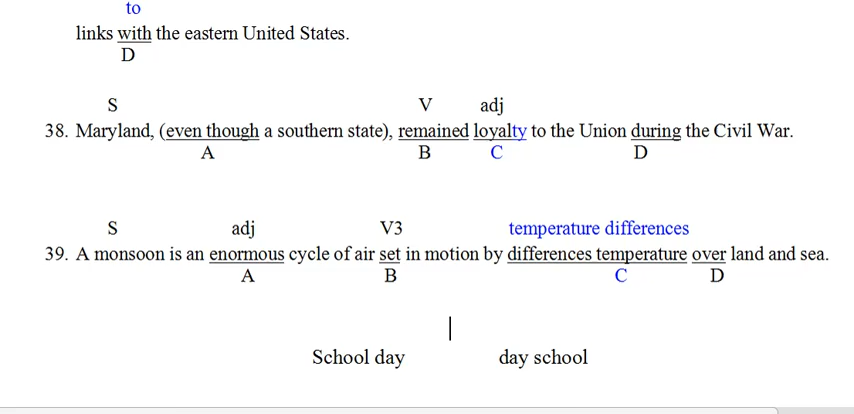 to
links with the eastern United States.
D
S V adj
38. Maryland, (even though a southern state), remained loyalty to the Union during the Civil War.
A B C D
S adj V3 temperature differences
39. A monsoon is an enormous cycle of air set in motion by differences temperature over land and sea.
A B C D
School day day school